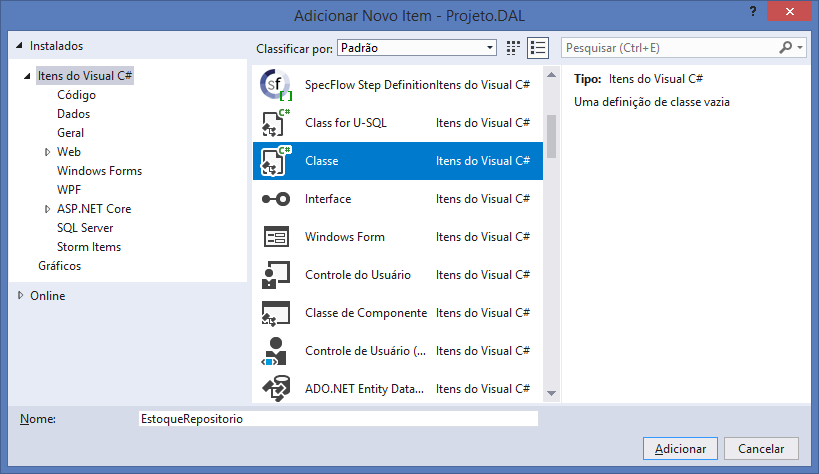 Adicionar Novo Item - Projeto.DAL
?
Instalados
Classificar por: Padrão
Pesquisar (Ctrl+E)
Itens do Visual C#
Código
Dados
Geral
Web
Windows Forms
WPF
ASP.NET Core
SQL Server
Storm Items
Gráficos
Online
SpecFlow Step Definition Itens do Visual C#
Class for U-SQL Itens do Visual C#
Classe Itens do Visual C#
Interface Itens do Visual C#
Windows Form Itens do Visual C#
Controle do Usuário Itens do Visual C#
Classe de Componente Itens do Visual C#
Controle de Usuário (... Itens do Visual C#
ADO.NET Entity Data... Itens do Visual C#
Tipo: Itens do Visual C#
Uma definição de classe vazia
Nome: EstoqueRepositorio
Adicionar Cancelar